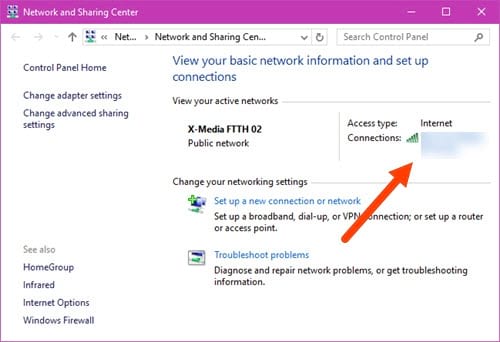 Network and Sharing Center
Net...
Network and Sharing Cen...
Search Control Panel
Control Panel Home
Change adapter settings
Change advanced sharing
settings
View your basic network information and set up
connections
View your active networks
X-Media FTTH 02
Public network
Access type:
Internet
Connections:
Change your networking settings
Set up a new connection or network
Set up a broadband, dial-up, or VPN connection; or set up a router
or access point.
Troubleshoot problems
Diagnose and repair network problems, or get troubleshooting
information.
See also
HomeGroup
Infrared
Internet Options
Windows Firewall